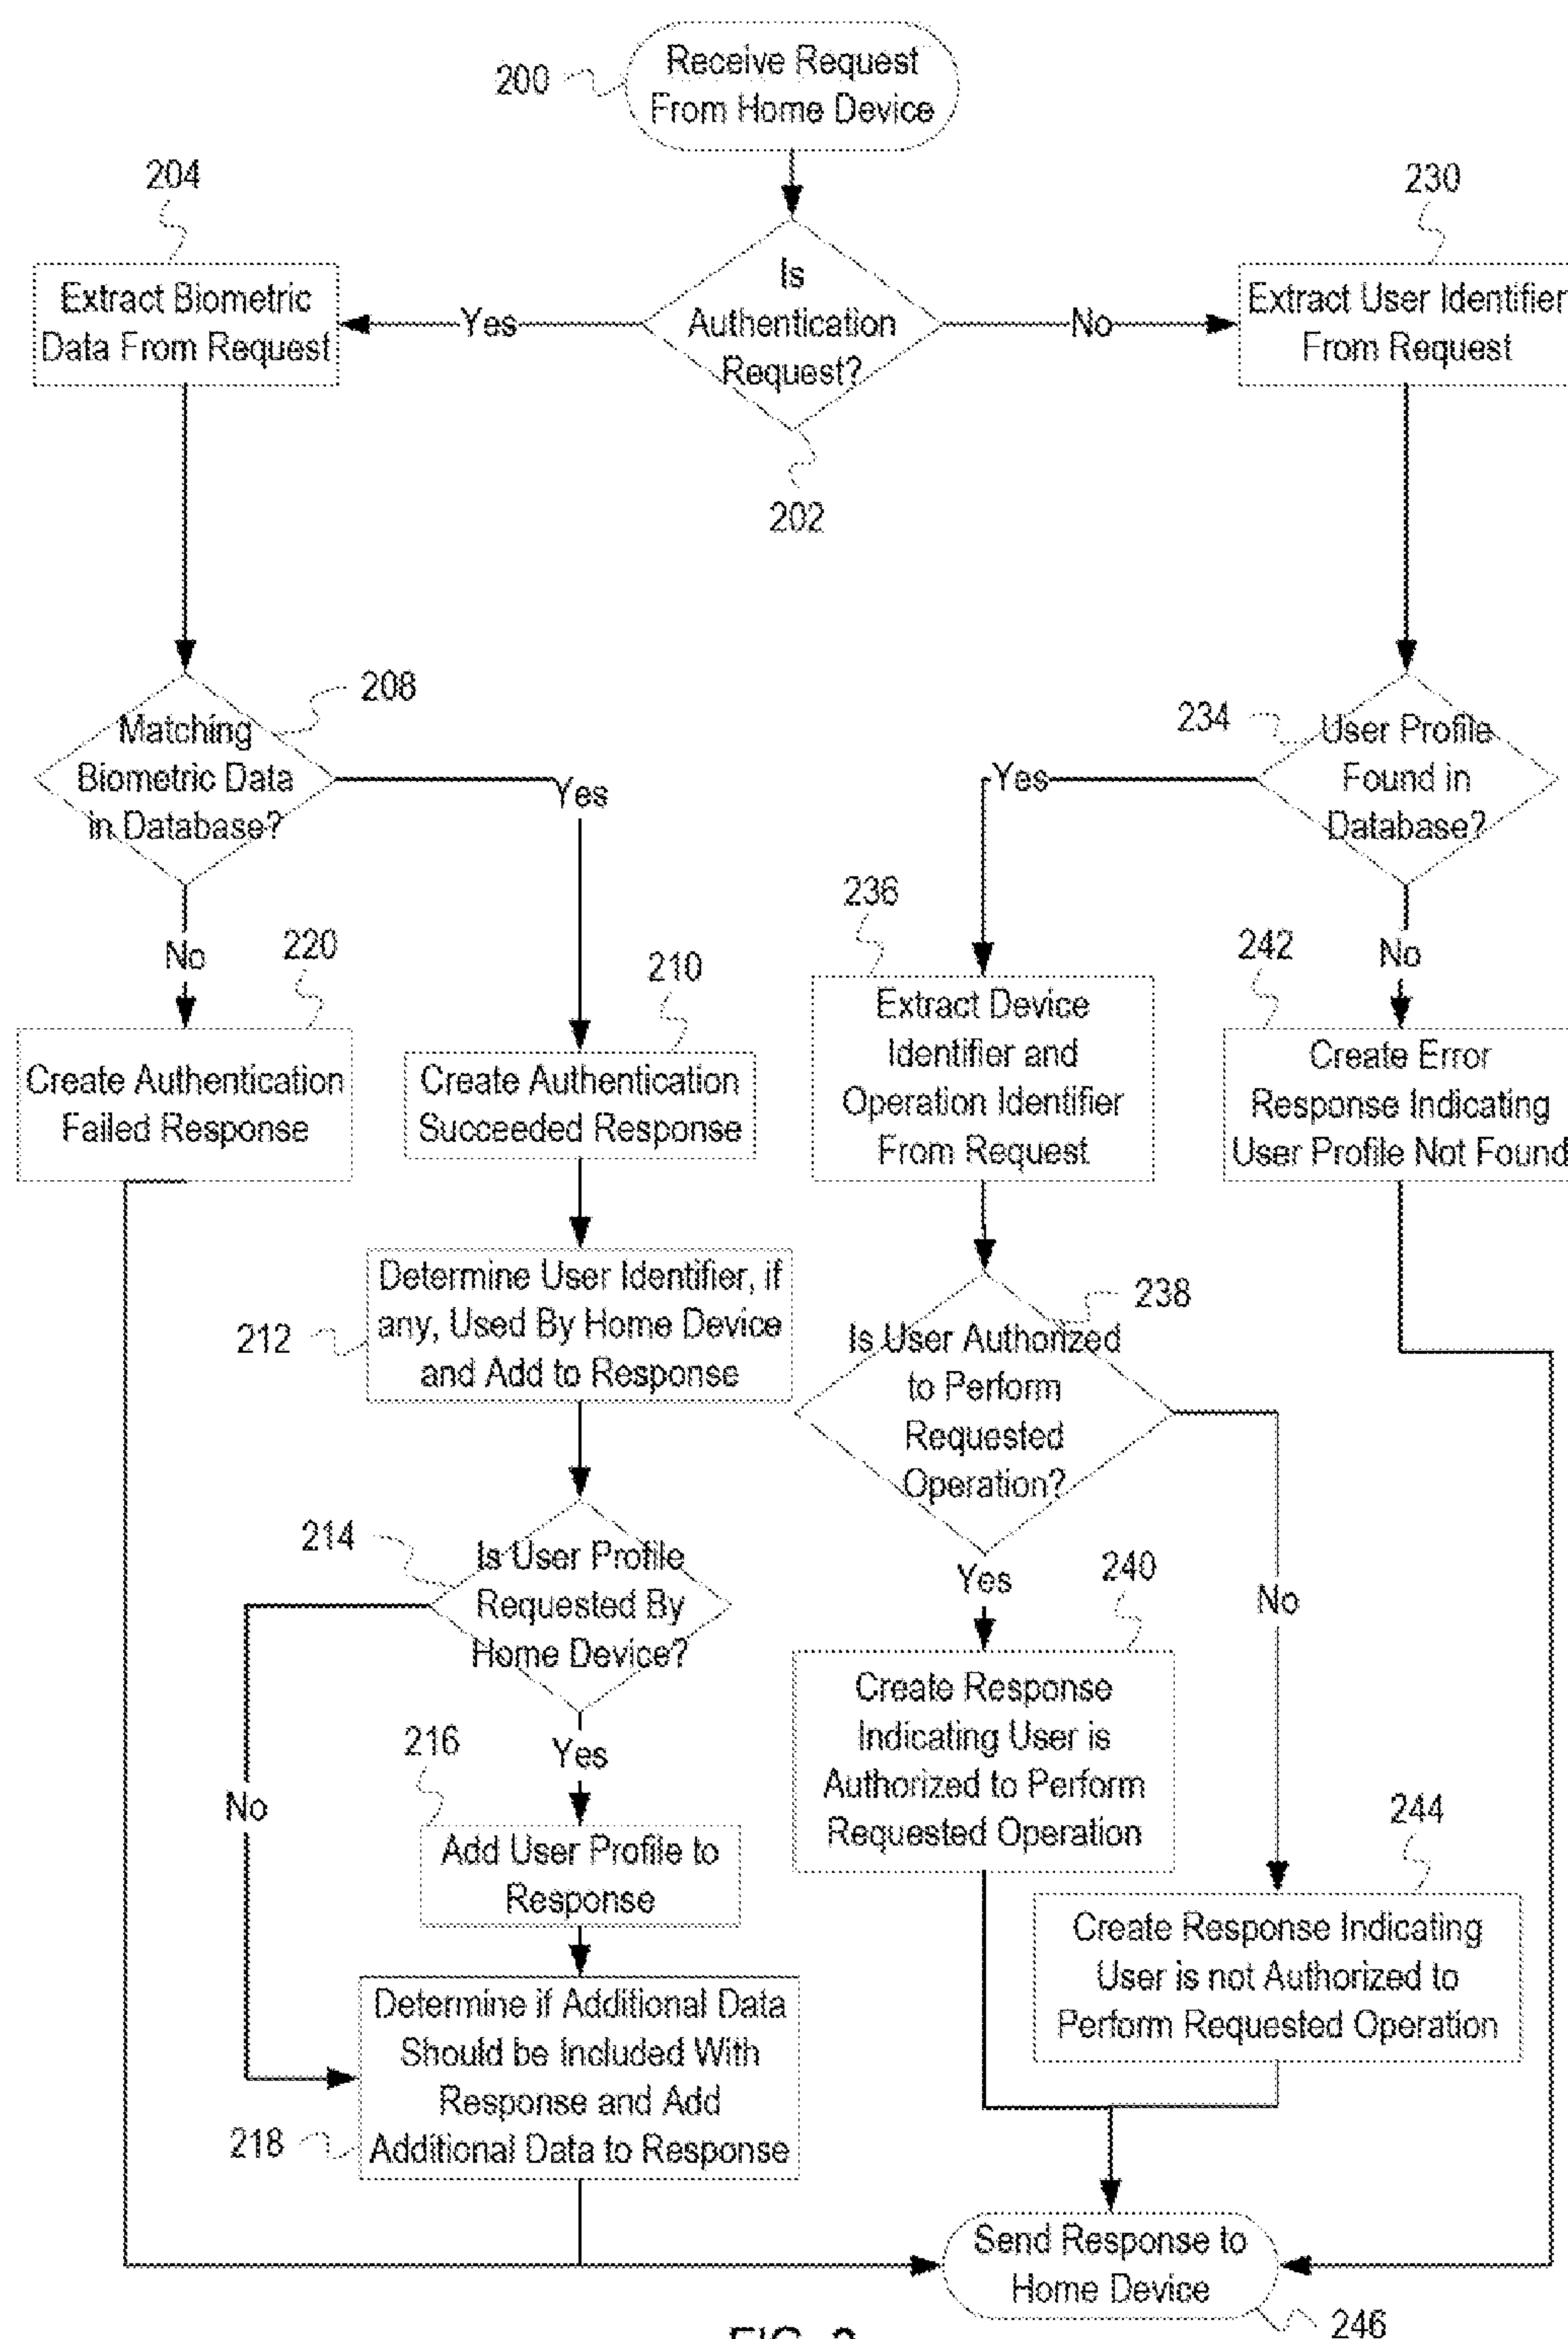 200
Receive Request
From Home Device
204
230
Extract Biometric
Data From Request
Yes
Is
Authentication
Request?
No
Extract User Identifier
From Request
202
208
Matching
Biometric Data
in Database?
Yes
234
User Profile
Found in
Database?
Yes
No
220
210
236
242
No
Create Authentication
Failed Response
Create Authentication
Succeeded Response
Extract Device
Identifier and
Operation Identifier
From Request
Create Error
Response Indicating
User Profile Not Found
212
Determine User Identifier, if
any, Used By Home Device
and Add to Response
238
Is User Authorized
to Perform
Requested
Operation?
214
Is User Profile
Requested By
Home Device?
Yes
240
No
216
Yes
No
Create Response
Indicating User is
Authorized to Perform
Requested Operation
244
Add User Profile to
Response
Create Response Indicating
User is not Authorized to
Perform Requested Operation
218
Determine if Additional Data
Should be Included With
Response and Add
Additional Data to Response
Send Response to
Home Device
246